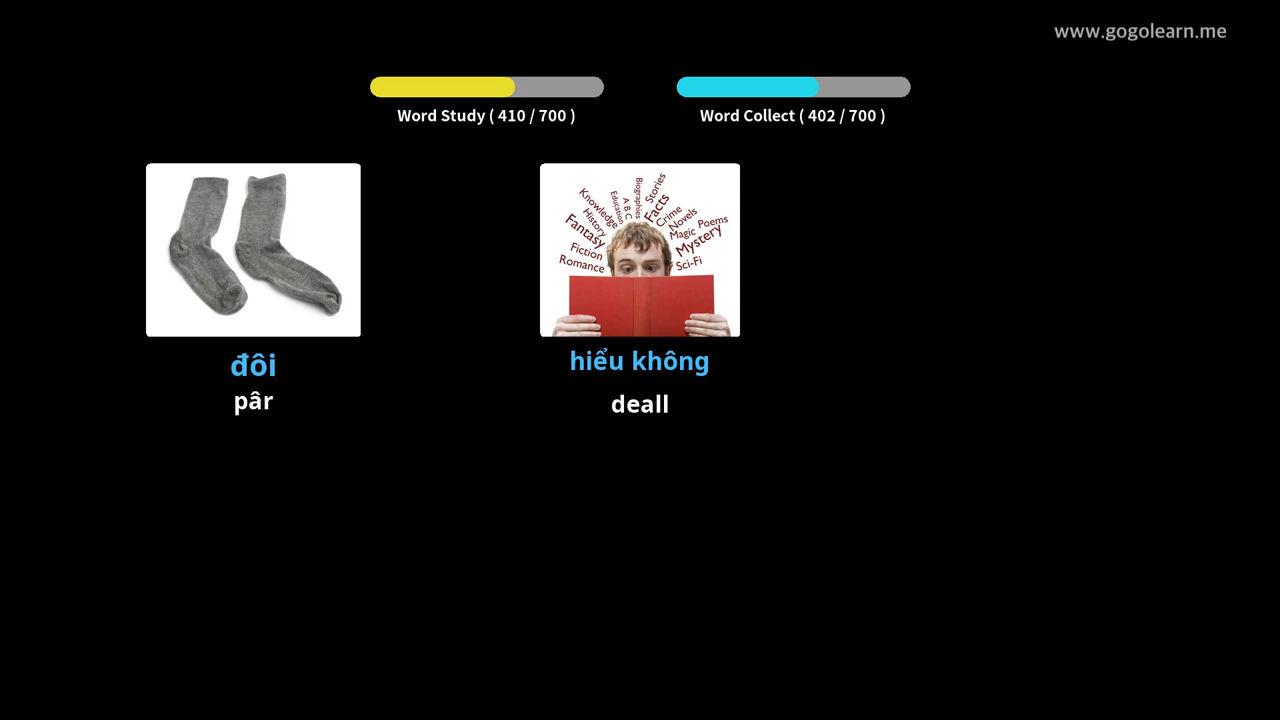 www.gogolearn.me
Word Study ( 410 / 700 )
Word Collect ( 402 / 700 )
Knowledge
History
Fantasy
Fiction
Romance
Education
A B C
Biographies
Stories
Facts
Crime
Novels
Magic
Poems
Mystery
Sci-Fi
đôi
pâr
hiểu không
deall